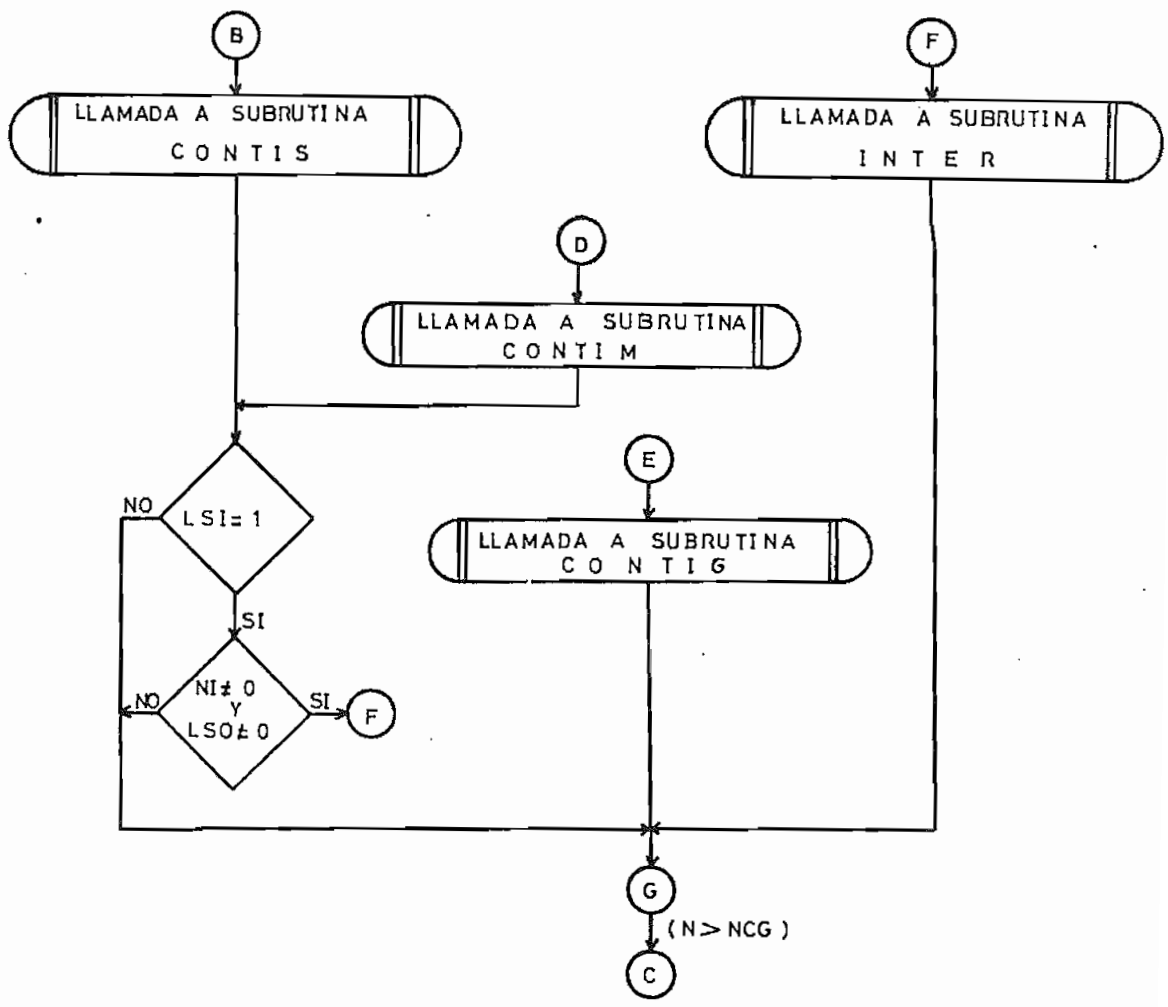 B
LLAMADA A SUBRUTINA
CONTIS
F
LLAMADA A SUBRUTINA
INTER
D
LLAMADA A SUBRUTINA
CONTIM
NO
LSI=1
SI
E
LLAMADA A SUBRUTINA
CONTIG
NO
NI≠0
Y
LSO≠0
SI
F
G
(N>NCG)
C